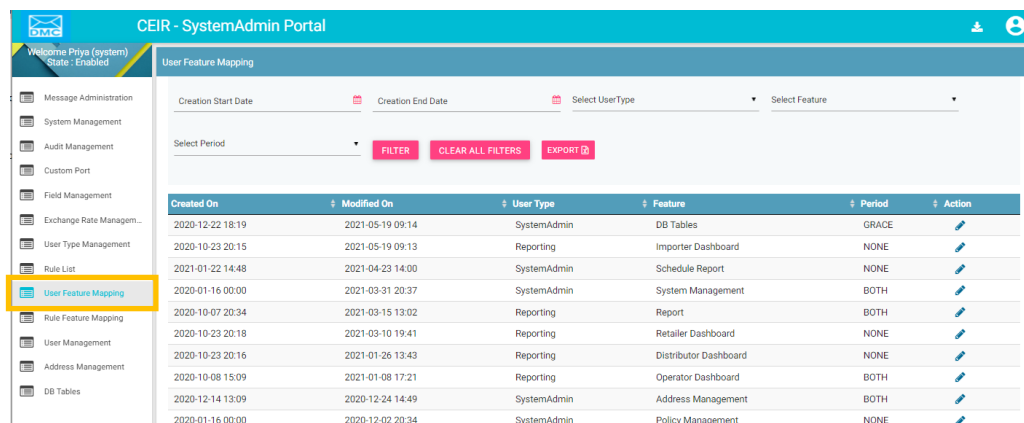 DMC
CEIR - SystemAdmin Portal
Welcome Priya (system)
State : Enabled
User Feature Mapping
Message Administration
System Management
Audit Management
Custom Port
Field Management
Exchange Rate Managem...
User Type Management
Rule List
User Feature Mapping
Rule Feature Mapping
User Management
Address Management
DB Tables
Creation Start Date Creation End Date Select UserType Select Feature
Select Period FILTER CLEAR ALL FILTERS EXPORT
Created On Modified On User Type Feature Period Action
2020-12-22 18:19 2021-05-19 09:14 SystemAdmin DB Tables GRACE
2020-10-23 20:15 2021-05-19 09:13 Reporting Importer Dashboard NONE
2021-01-22 14:48 2021-04-23 14:00 SystemAdmin Schedule Report NONE
2020-01-16 00:00 2021-03-31 20:37 SystemAdmin System Management BOTH
2020-10-07 20:34 2021-03-15 13:02 Reporting Report BOTH
2020-10-23 20:18 2021-03-10 19:41 Reporting Retailer Dashboard NONE
2020-10-23 20:16 2021-01-26 13:43 Reporting Distributor Dashboard NONE
2020-10-08 15:09 2021-01-08 17:21 Reporting Operator Dashboard BOTH
2020-12-14 13:09 2020-12-24 14:49 SystemAdmin Address Management BOTH
2020-01-16 00:00 2020-12-02 20:34 SystemAdmin Policy Management NONE